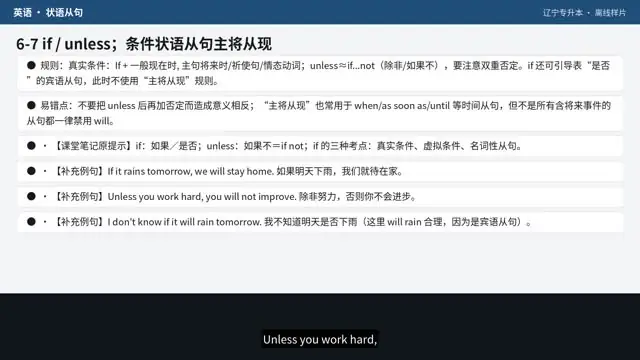 英语 · 状语从句
辽宁专升本 · 离线样片
6-7 if / unless；条件状语从句主将从现
● 规则：真实条件：If + 一般现在时, 主句将来时/祈使句/情态动词；unless≈if...not（除非/如果不），要注意双重否定。if 还可引导表“是否
”的宾语从句，此时不使用“主将从现”规则。
● 易错点：不要把 unless 后再加否定而造成意义相反；“主将从现”也常用于 when/as soon as/until 等时间从句，但不是所有含将来事件的
从句都一律禁用 will。
● · 【课堂笔记原提示】if：如果／是否；unless：如果不＝if not；if 的三种考点：真实条件、虚拟条件、名词性从句。
● · 【补充例句】If it rains tomorrow, we will stay home. 如果明天下雨，我们就待在家。
● · 【补充例句】Unless you work hard, you will not improve. 除非努力，否则你不会进步。
● · 【补充例句】I don't know if it will rain tomorrow. 我不知道明天是否下雨（这里 will rain 合理，因为是宾语从句）。
Unless you work hard,